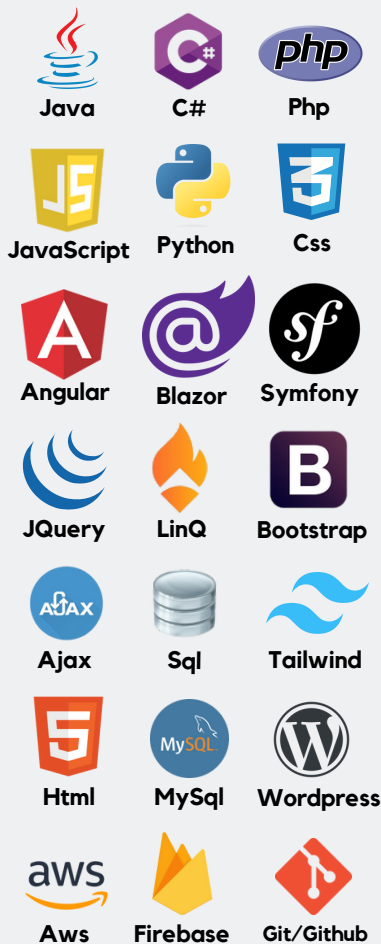 Java C# php Php
JS
JavaScript Python 3 Css
A @ sf
Angular Blazor Symfony
B
JQuery LinQ Bootstrap
AJAX
Ajax Sql Tailwind
5 MySQL W
Html MySql Wordpress
aws
Aws Firebase Git/Github